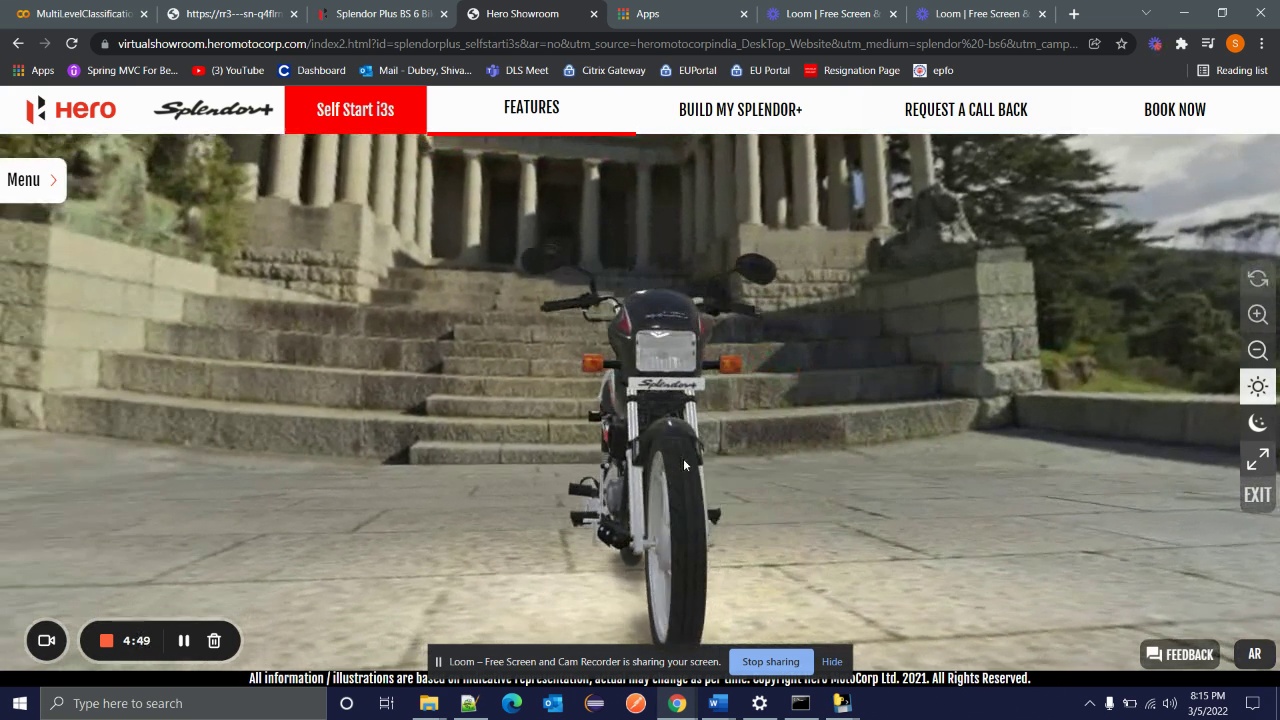 MultiLevelClassificatio
https://rr3---sn-q4flrn
Splendor Plus BS 6 Bik
Hero Showroom
Apps
Loom | Free Screen &
Loom | Free Screen &
virtualshowroom.heromotocorp.com/index2.html?id=splendorplus_selfstarti3s&at=no&utm_source=heromotocorpindia_DeskTop_Website&utm_medium=splendor%20-bs6&utm_camp...
S
Apps
Sping MVC For Be...
(3) YouTube
Dashboard
Mail - Dubey, Shiva...
DLS Meet
Citrix Gateway
EUPortal
EU Portal
Resignation Page
epfo
Reading list
HERO
Splendor+
Self Start i3s
FEATURES
BUILD MY SPLENDOR+
REQUEST A CALL BACK
BOOK NOW
Menu
Splendor+
EXIT
4:49
Loom – Free Screen and Cam Recorder is sharing your screen.
Stop sharing
Hide
FEEDBACK
AR
All information / illustrations are based on indicative representation, actual may change as per time. Copyright Hero MotoCorp Ltd. 2021. All Rights Reserved.
Type here to search
8:15 PM
3/5/2022